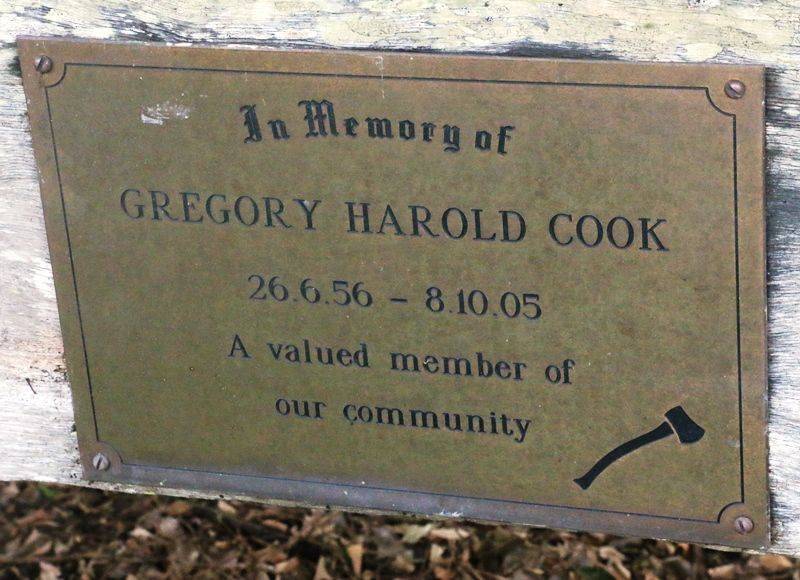 In Memory of
GREGORY HAROLD COOK
26.6.56 - 8.10.05
A valued member of
our community